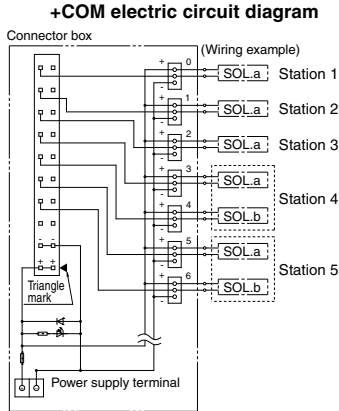 +COM electric circuit diagram
Connector box
(Wiring example)
+ 0
-
SOL.a Station 1
+ 1
-
SOL.a Station 2
+ 2
-
SOL.a Station 3
+ 3
-
SOL.a
Station 4
+ 4
-
SOL.b
+ 5
-
SOL.a
Station 5
+ 6
-
SOL.b
- -
+ +
Triangle
mark
Power supply terminal